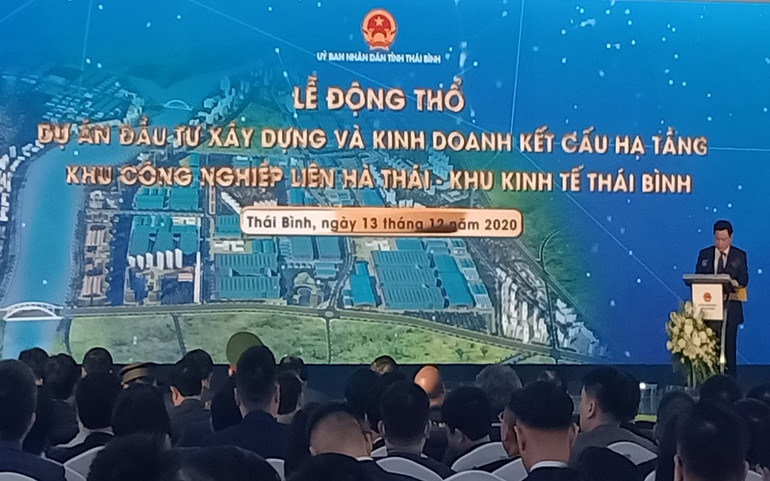 UỶ BAN NHÂN DÂN TỈNH THÁI BÌNH
LỄ ĐỘNG THỔ
DỰ ÁN ĐẦU TƯ XÂY DỰNG VÀ KINH DOANH KẾT CẤU HẠ TẦNG
KHU CÔNG NGHIỆP LIÊN HÀ THÁI - KHU KINH TẾ THÁI BÌNH
Thái Bình, ngày 13 tháng 12 năm 2020